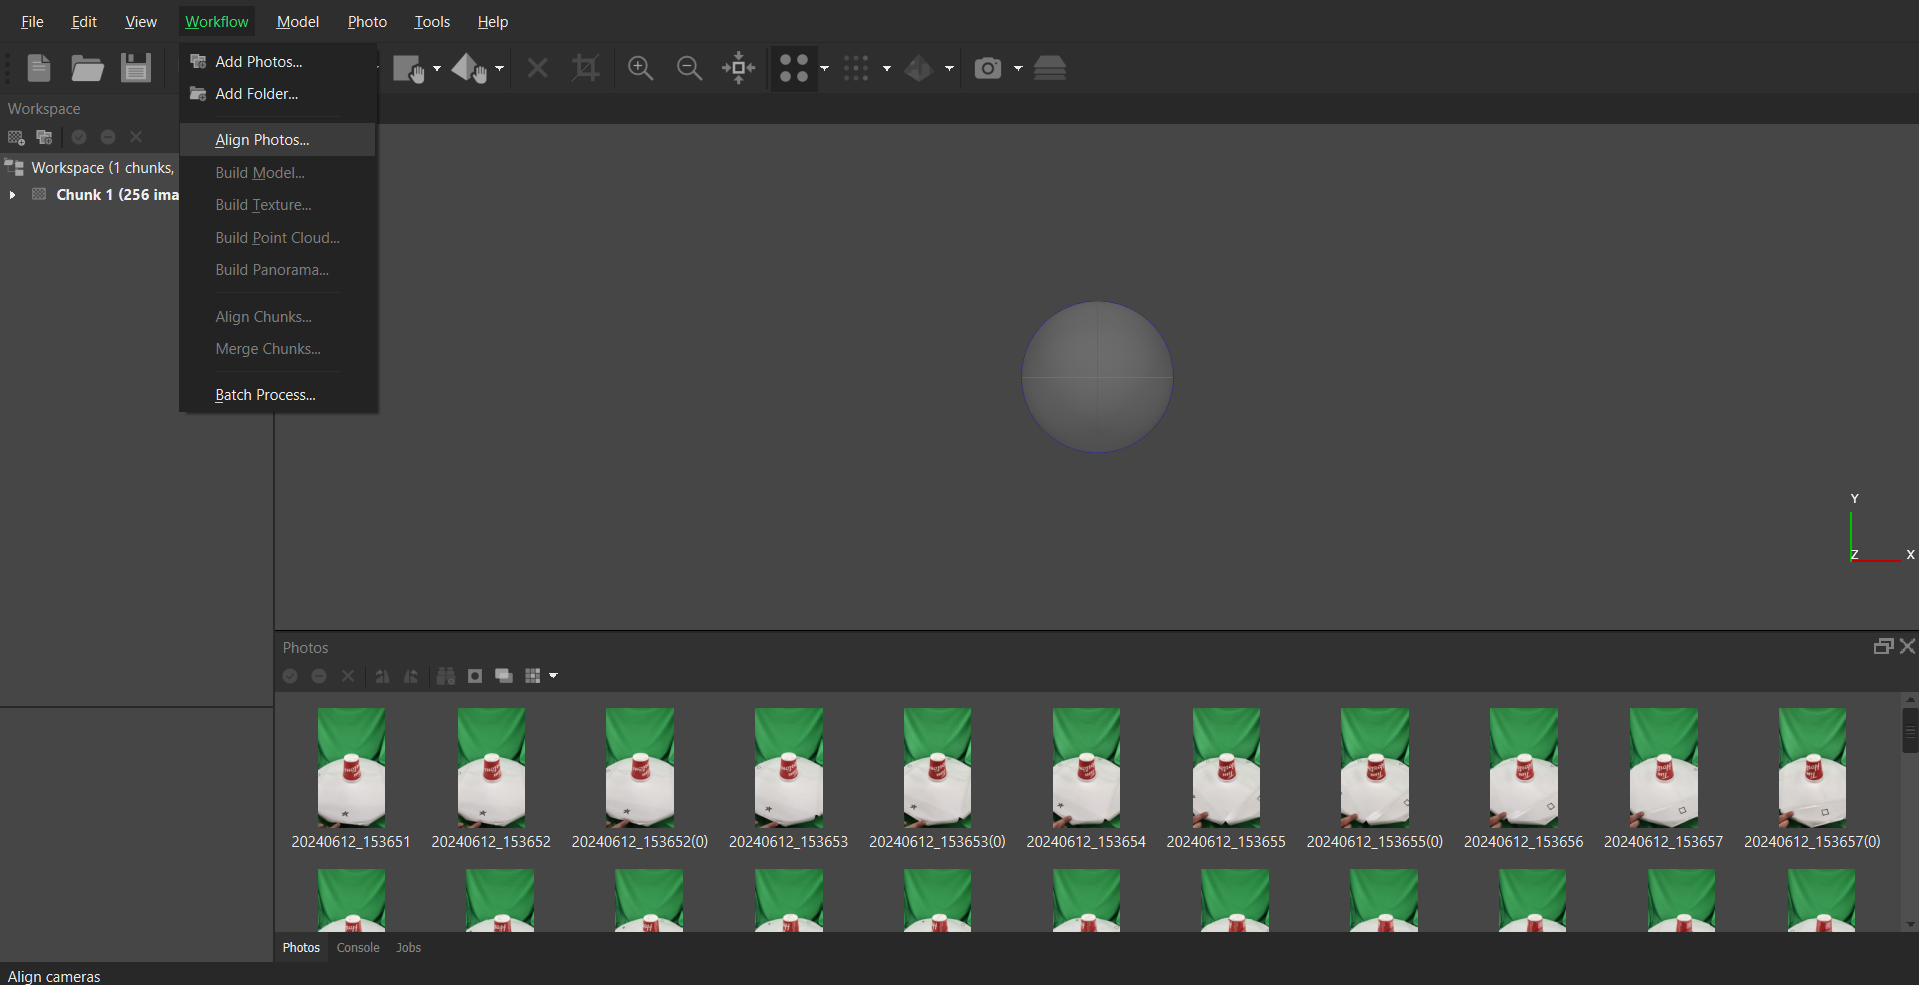 File Edit View Workflow Model Photo Tools Help
Add Photos...
Add Folder...
Align Photos...
Build Model...
Build Texture...
Build Point Cloud...
Build Panorama...
Align Chunks...
Merge Chunks...
Batch Process...
Workspace
Workspace (1 chunks,
Chunk 1 (256 ima
Y
Z X
Photos
20240612_153651 20240612_153652 20240612_153652(0) 20240612_153653 20240612_153653(0) 20240612_153654 20240612_153655 20240612_153655(0) 20240612_153656 20240612_153657 20240612_153657(0)
Photos Console Jobs
Align cameras